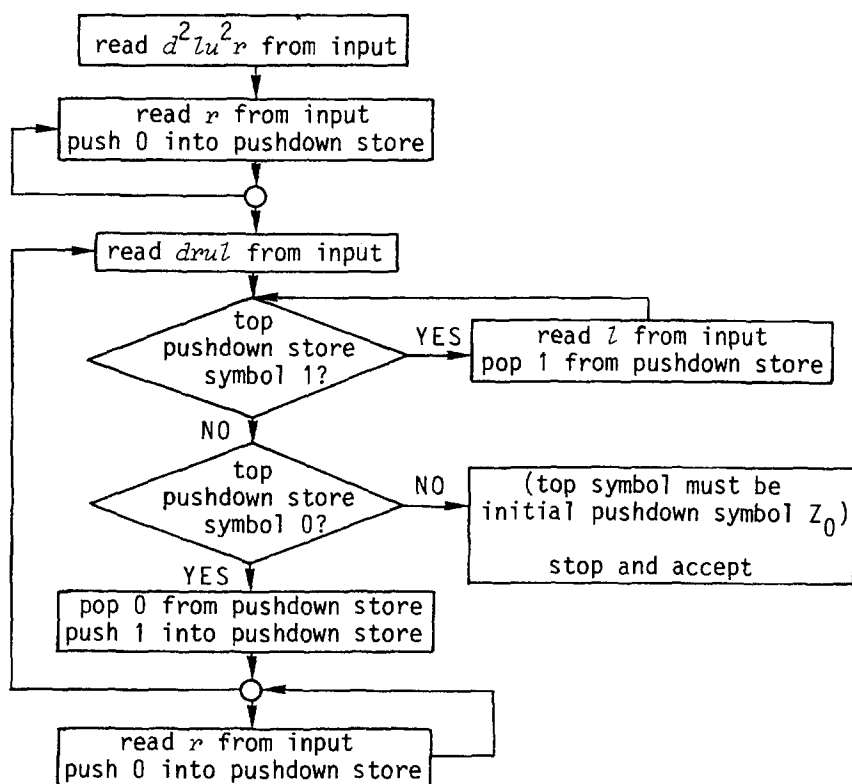 read d²lu²r from input
read r from input
push 0 into pushdown store
read drul from input
top
pushdown store
symbol 1?
YES
read l from input
pop 1 from pushdown store
NO
top
pushdown store
symbol 0?
NO
(top symbol must be
initial pushdown symbol Z₀)
stop and accept
YES
pop 0 from pushdown store
push 1 into pushdown store
read r from input
push 0 into pushdown store